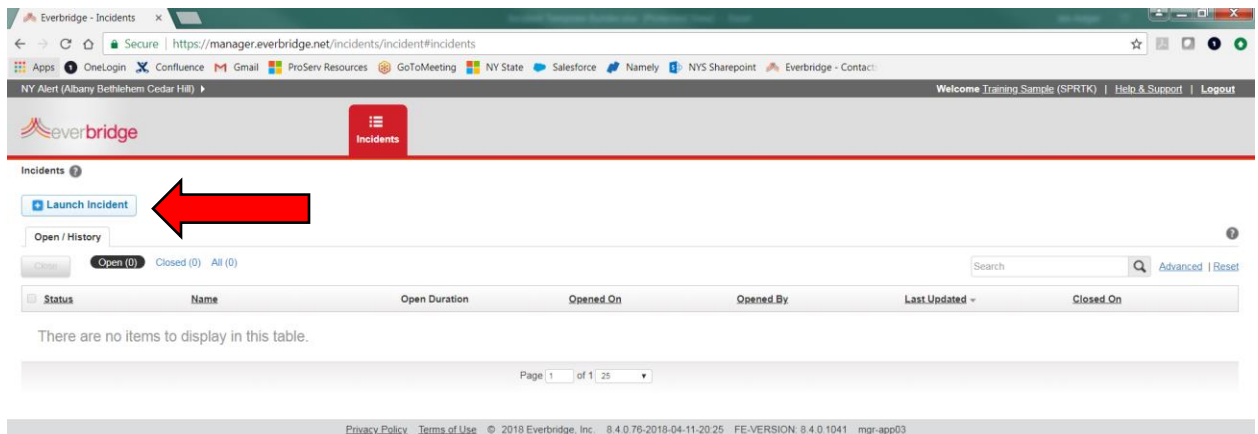 Everbridge - Incidents
Secure | https://manager.everbridge.net/incidents/incident#incidents
Apps OneLogin Confluence Gmail ProServ Resources GoToMeeting NY State Salesforce Namely NYS Sharepoint Everbridge - Contact
NY Alert (Albany Bethlehem Cedar Hill) Welcome Training Sample (SPRTK) | Help & Support | Logout
everbridge
Incidents
Incidents
Launch Incident
Open / History
Close Open (0) Closed (0) All (0) Search Advanced | Reset
Status Name Open Duration Opened On Opened By Last Updated Closed On
There are no items to display in this table.
Page 1 of 1 25
Privacy Policy Terms of Use © 2018 Everbridge, Inc. 8.4.0.76-2018-04-11-20:25 FE-VERSION: 8.4.0.1041 mgr-app03